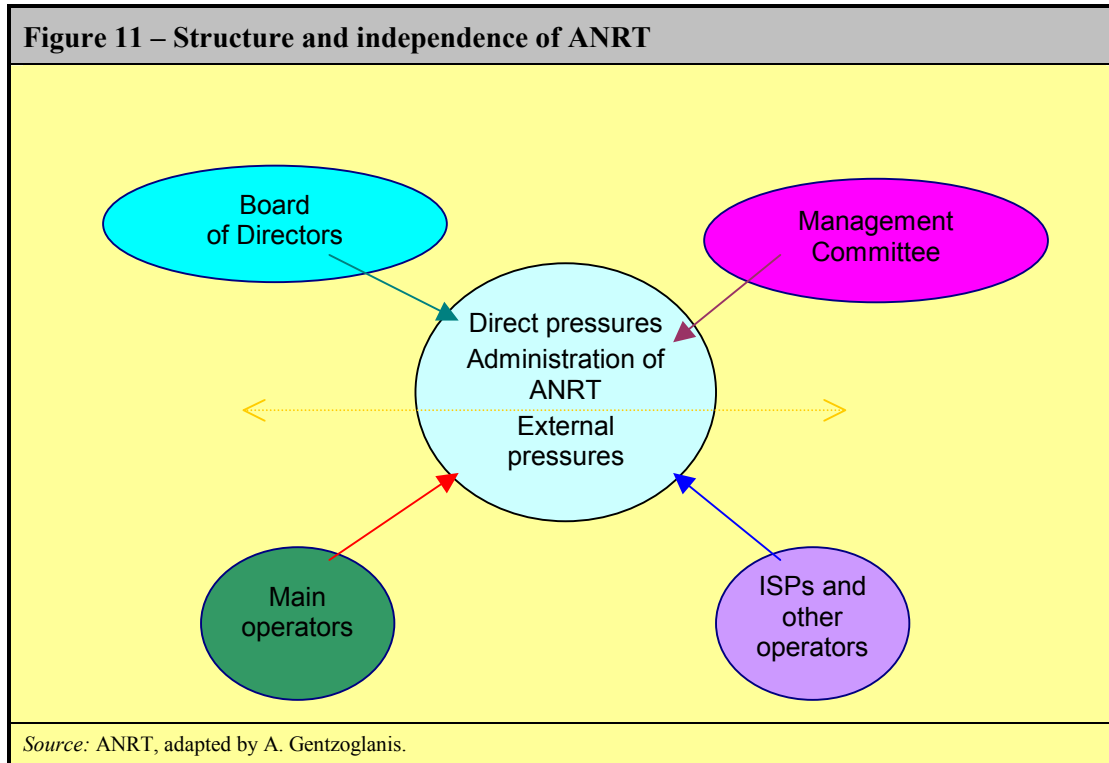 Figure 11 – Structure and independence of ANRT
Board
of Directors
Management
Committee
Direct pressures
Administration of
ANRT
External
pressures
Main
operators
ISPs and
other
operators
Source: ANRT, adapted by A. Gentzoglanis.